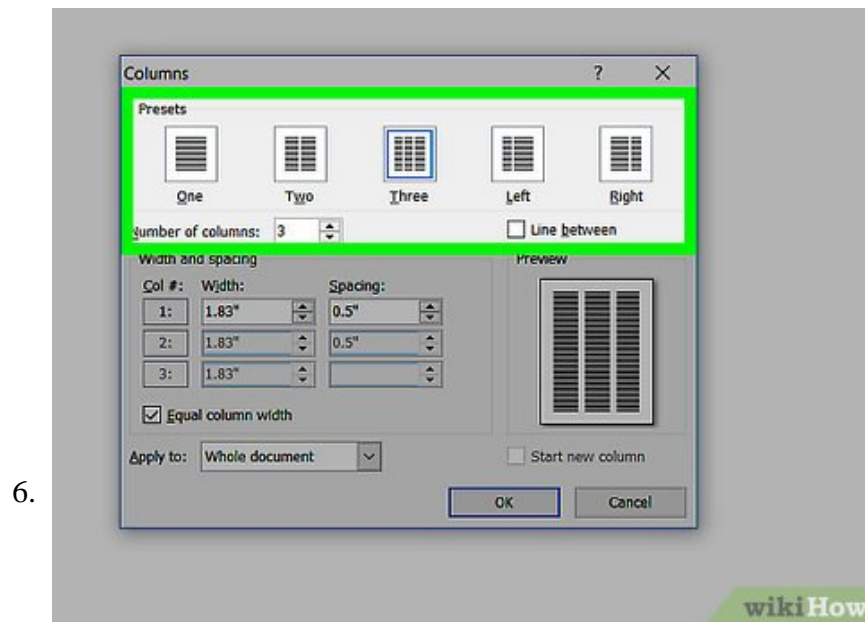 Columns ? X
Presets
One Two Three Left Right
Number of columns: 3 Line between
Width and spacing Preview
Col #: Width: Spacing:
1: 1.83" 0.5"
2: 1.83" 0.5"
3: 1.83"
Equal column width
Apply to: Whole document Start new column
6.
OK Cancel
wikiHow